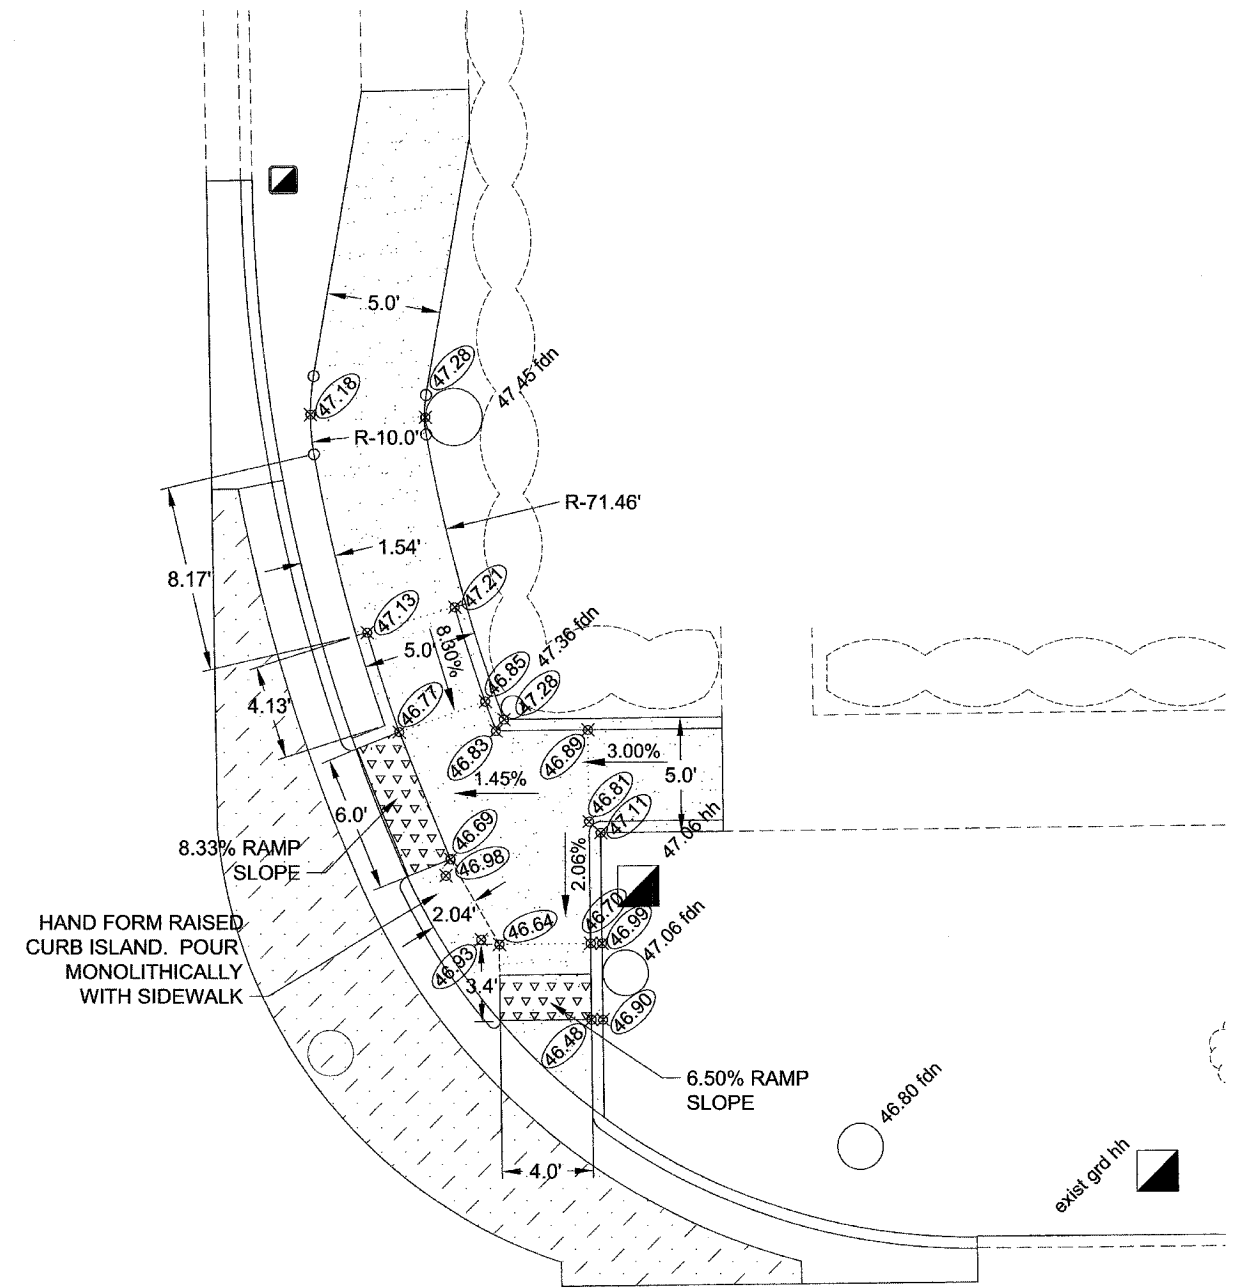 5.0'
47.28
47.18
47.45 fdn
R-10.0'
R-71.46'
1.54'
8.17'
47.21
47.13
5.0'
8.30%
47.36 fdn
46.85
47.28
46.77
4.13'
46.83
46.89
3.00%
1.45%
5.0'
46.81
47.11
47.06 hh
6.0'
8.33% RAMP
SLOPE
46.69
46.98
2.06%
2.04'
HAND FORM RAISED
CURB ISLAND. POUR
MONOLITHICALLY
WITH SIDEWALK
46.64
46.70
46.99
47.06 fdn
46.93
3.4'
46.90
46.48
6.50% RAMP
SLOPE
46.80 fdn
4.0'
exist grd hh